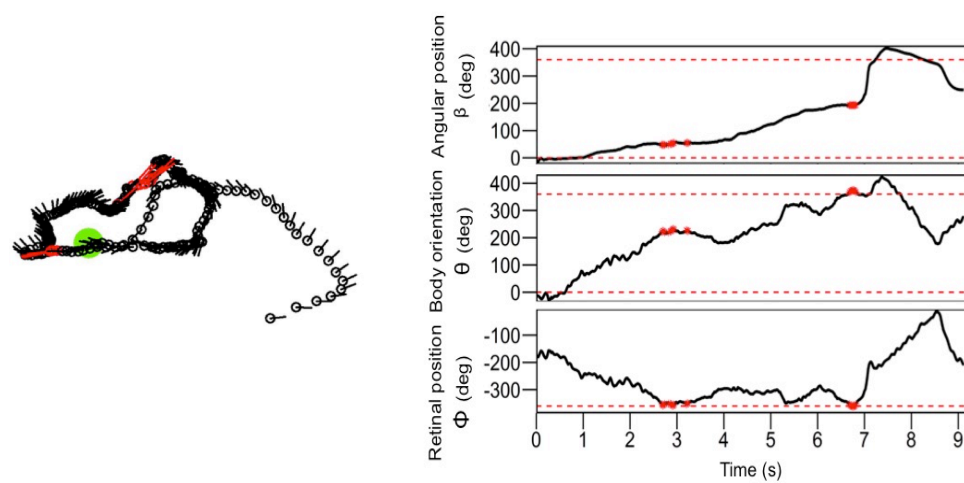 Angular position
β (deg)
400
300
200
100
0
Body orientation
θ (deg)
400
300
200
100
0
Retinal position
Φ (deg)
-100
-200
-300
0 1 2 3 4 5 6 7 8 9
Time (s)